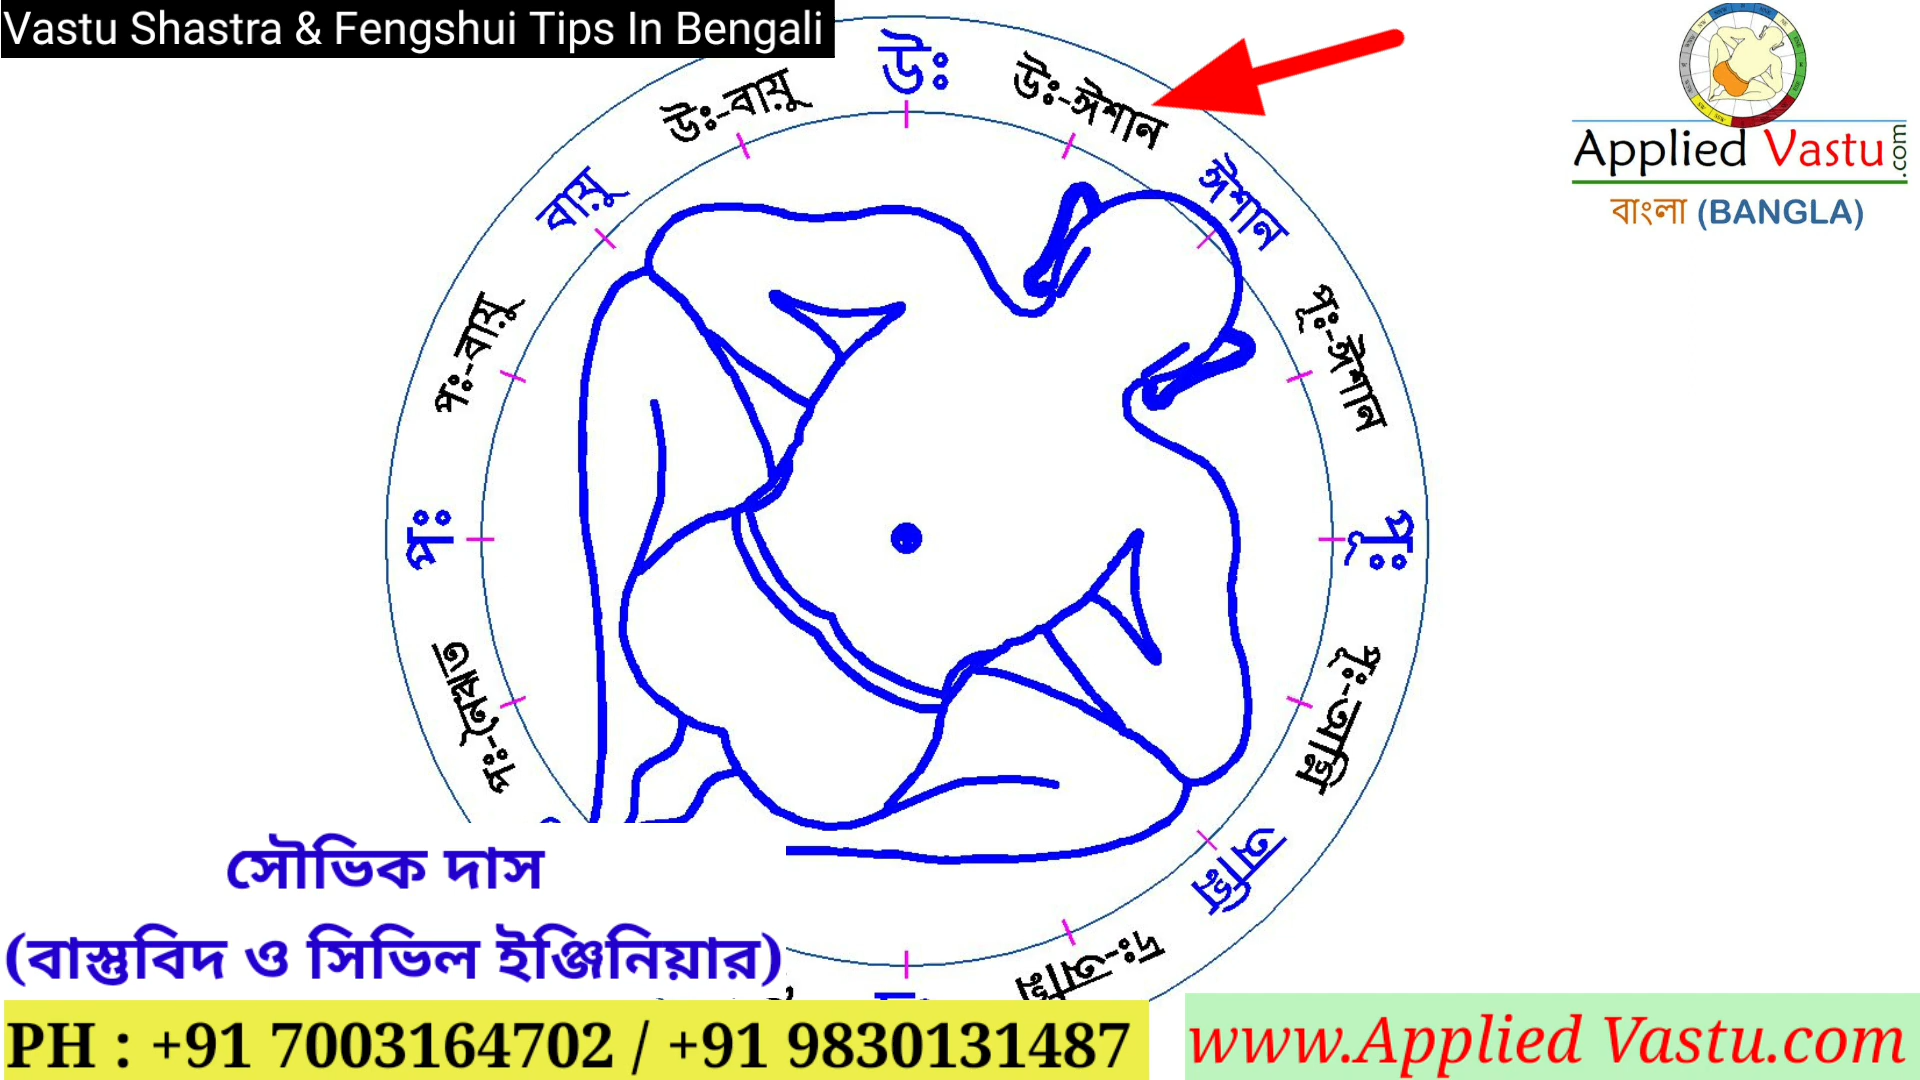 Vastu Shastra & Fengshui Tips In Bengali
উঃ
উঃ-ঈশান
ঈশান
পূঃ-ঈশান
পূঃ
পূঃ-অগ্নি
অগ্নি
দঃ-অগ্নি
পঃ-নৈঋত
পঃ
পঃ-বায়ু
বায়ু
উঃ-বায়ু
Applied Vastu.com
বাংলা (BANGLA)
সৌভিক দাস
(বাস্তুবিদ ও সিভিল ইঞ্জিনিয়ার)
PH : +91 7003164702 / +91 9830131487
www.Applied Vastu.com